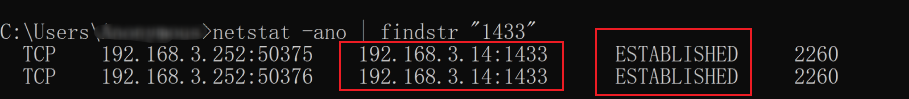 C:\Users\>netstat -ano | findstr "1433"
TCP 192.168.3.252:50375 192.168.3.14:1433 ESTABLISHED 2260
TCP 192.168.3.252:50376 192.168.3.14:1433 ESTABLISHED 2260